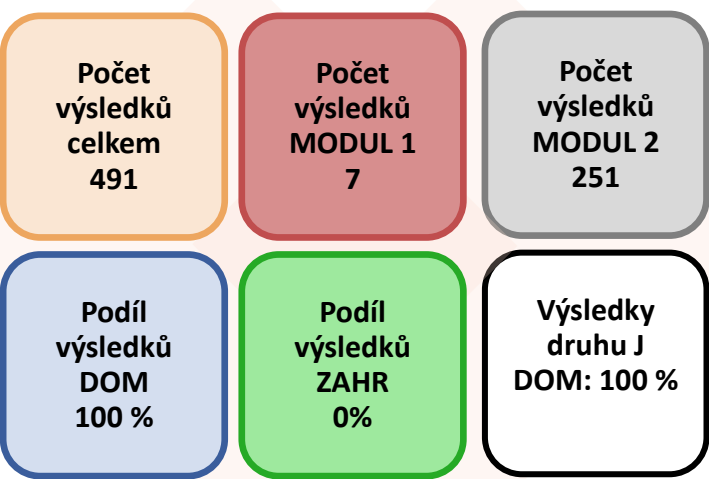 Počet
výsledků
celkem
491
Počet
výsledků
MODUL 1
7
Počet
výsledků
MODUL 2
251
Podíl
výsledků
DOM
100 %
Podíl
výsledků
ZAHR
0%
Výsledky
druhu J
DOM: 100 %